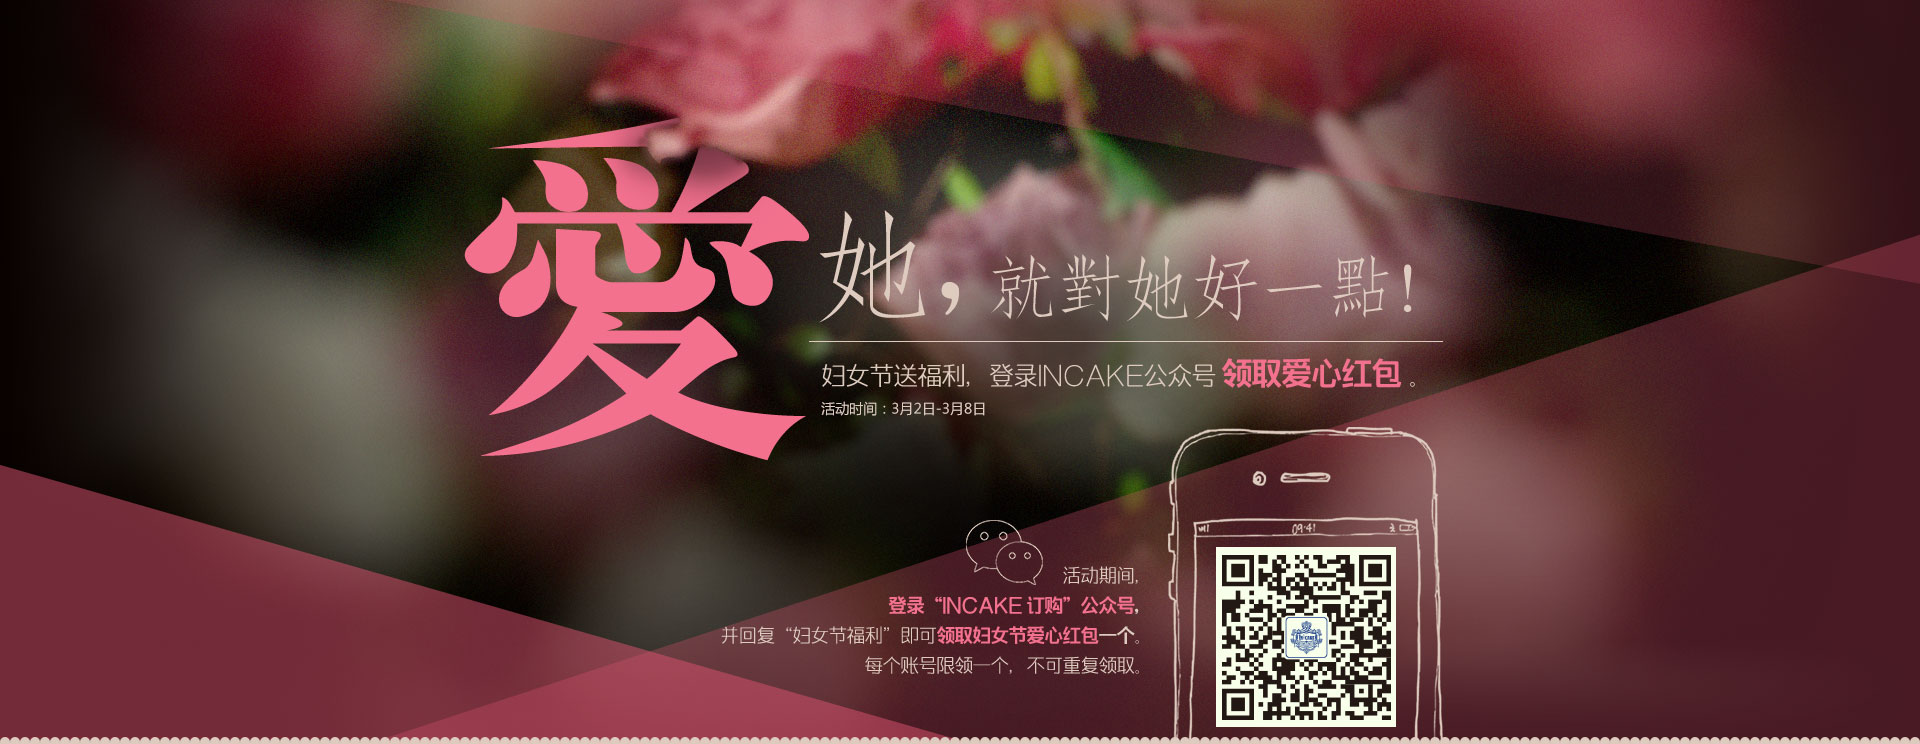 愛她，就對她好一點！
妇女节送福利，登录INCAKE公众号 领取爱心红包。
活动时间：3月2日-3月8日
09:41
活动期间，
登录“INCAKE 订购”公众号，
并回复“妇女节福利”即可领取妇女节爱心红包一个。
每个账号限领一个，不可重复领取。